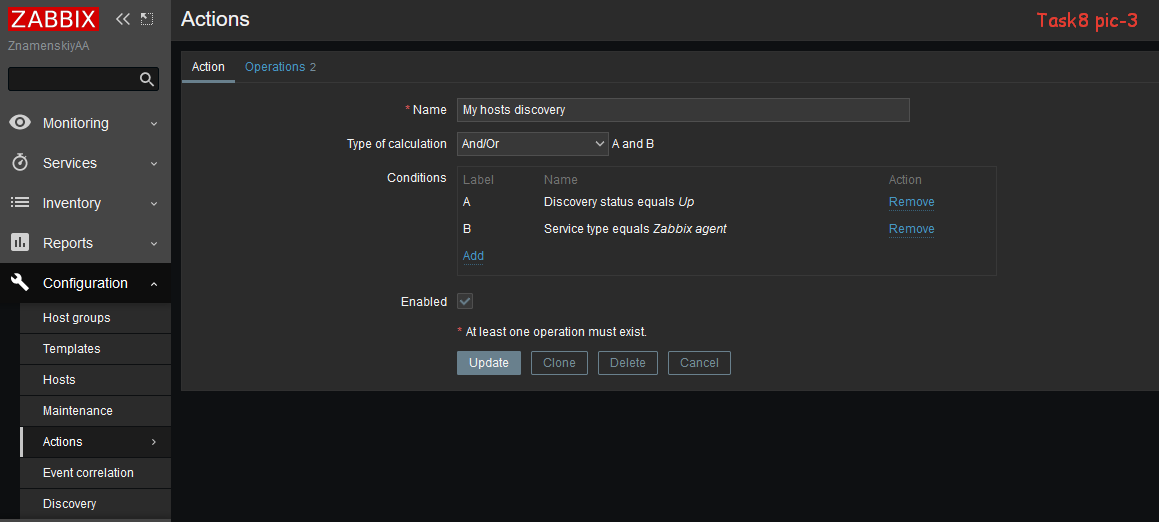 ZABBIX
ZnamenskiyAA
Monitoring
Services
Inventory
Reports
Configuration
Host groups
Templates
Hosts
Maintenance
Actions
Event correlation
Discovery
Actions
Task8 pic-3
Action Operations 2
* Name My hosts discovery
Type of calculation And/Or A and B
Conditions Label Name Action
A Discovery status equals Up Remove
B Service type equals Zabbix agent Remove
Add
Enabled
* At least one operation must exist.
Update Clone Delete Cancel